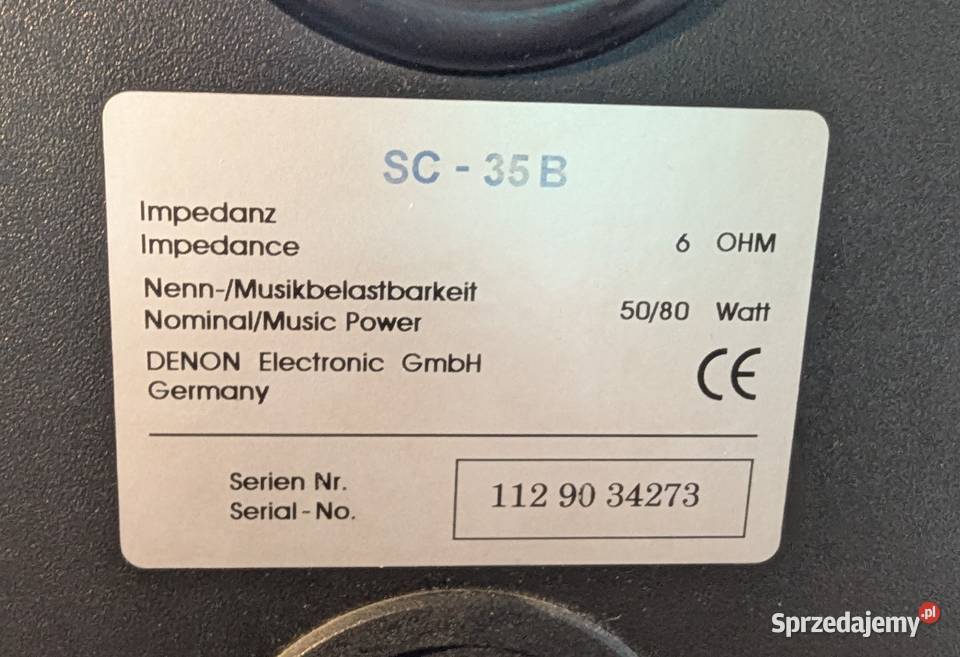 SC - 35 B
Impedanz
Impedance 6 OHM
Nenn-/Musikbelastbarkeit
Nominal/Music Power 50/80 Watt
DENON Electronic GmbH
Germany CE
Serien Nr.
Serial-No. 112 90 34273
Sprzedajemy.pl